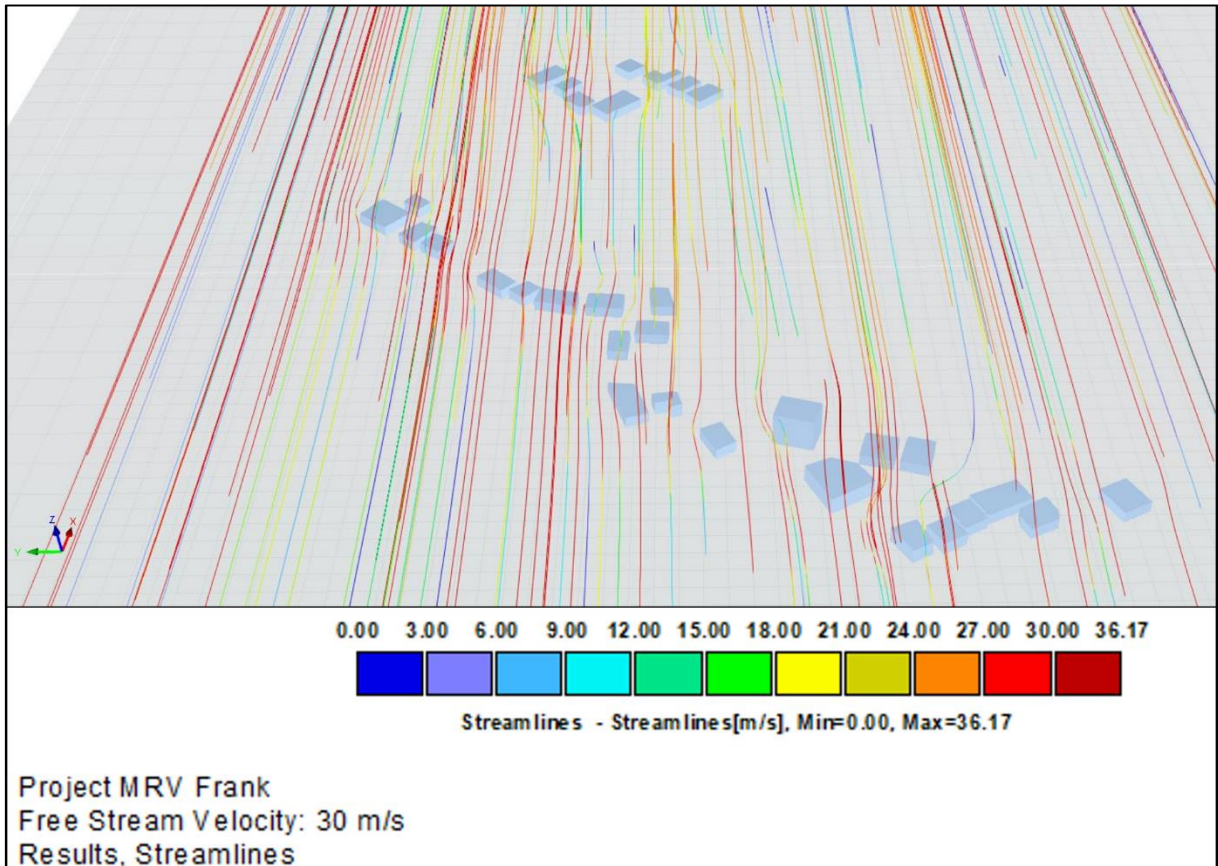 Z
X
Y
0.00 3.00 6.00 9.00 12.00 15.00 18.00 21.00 24.00 27.00 30.00 36.17
Streamlines - Streamlines[m/s], Min=0.00, Max=36.17
Project MRV Frank
Free Stream Velocity: 30 m/s
Results, Streamlines